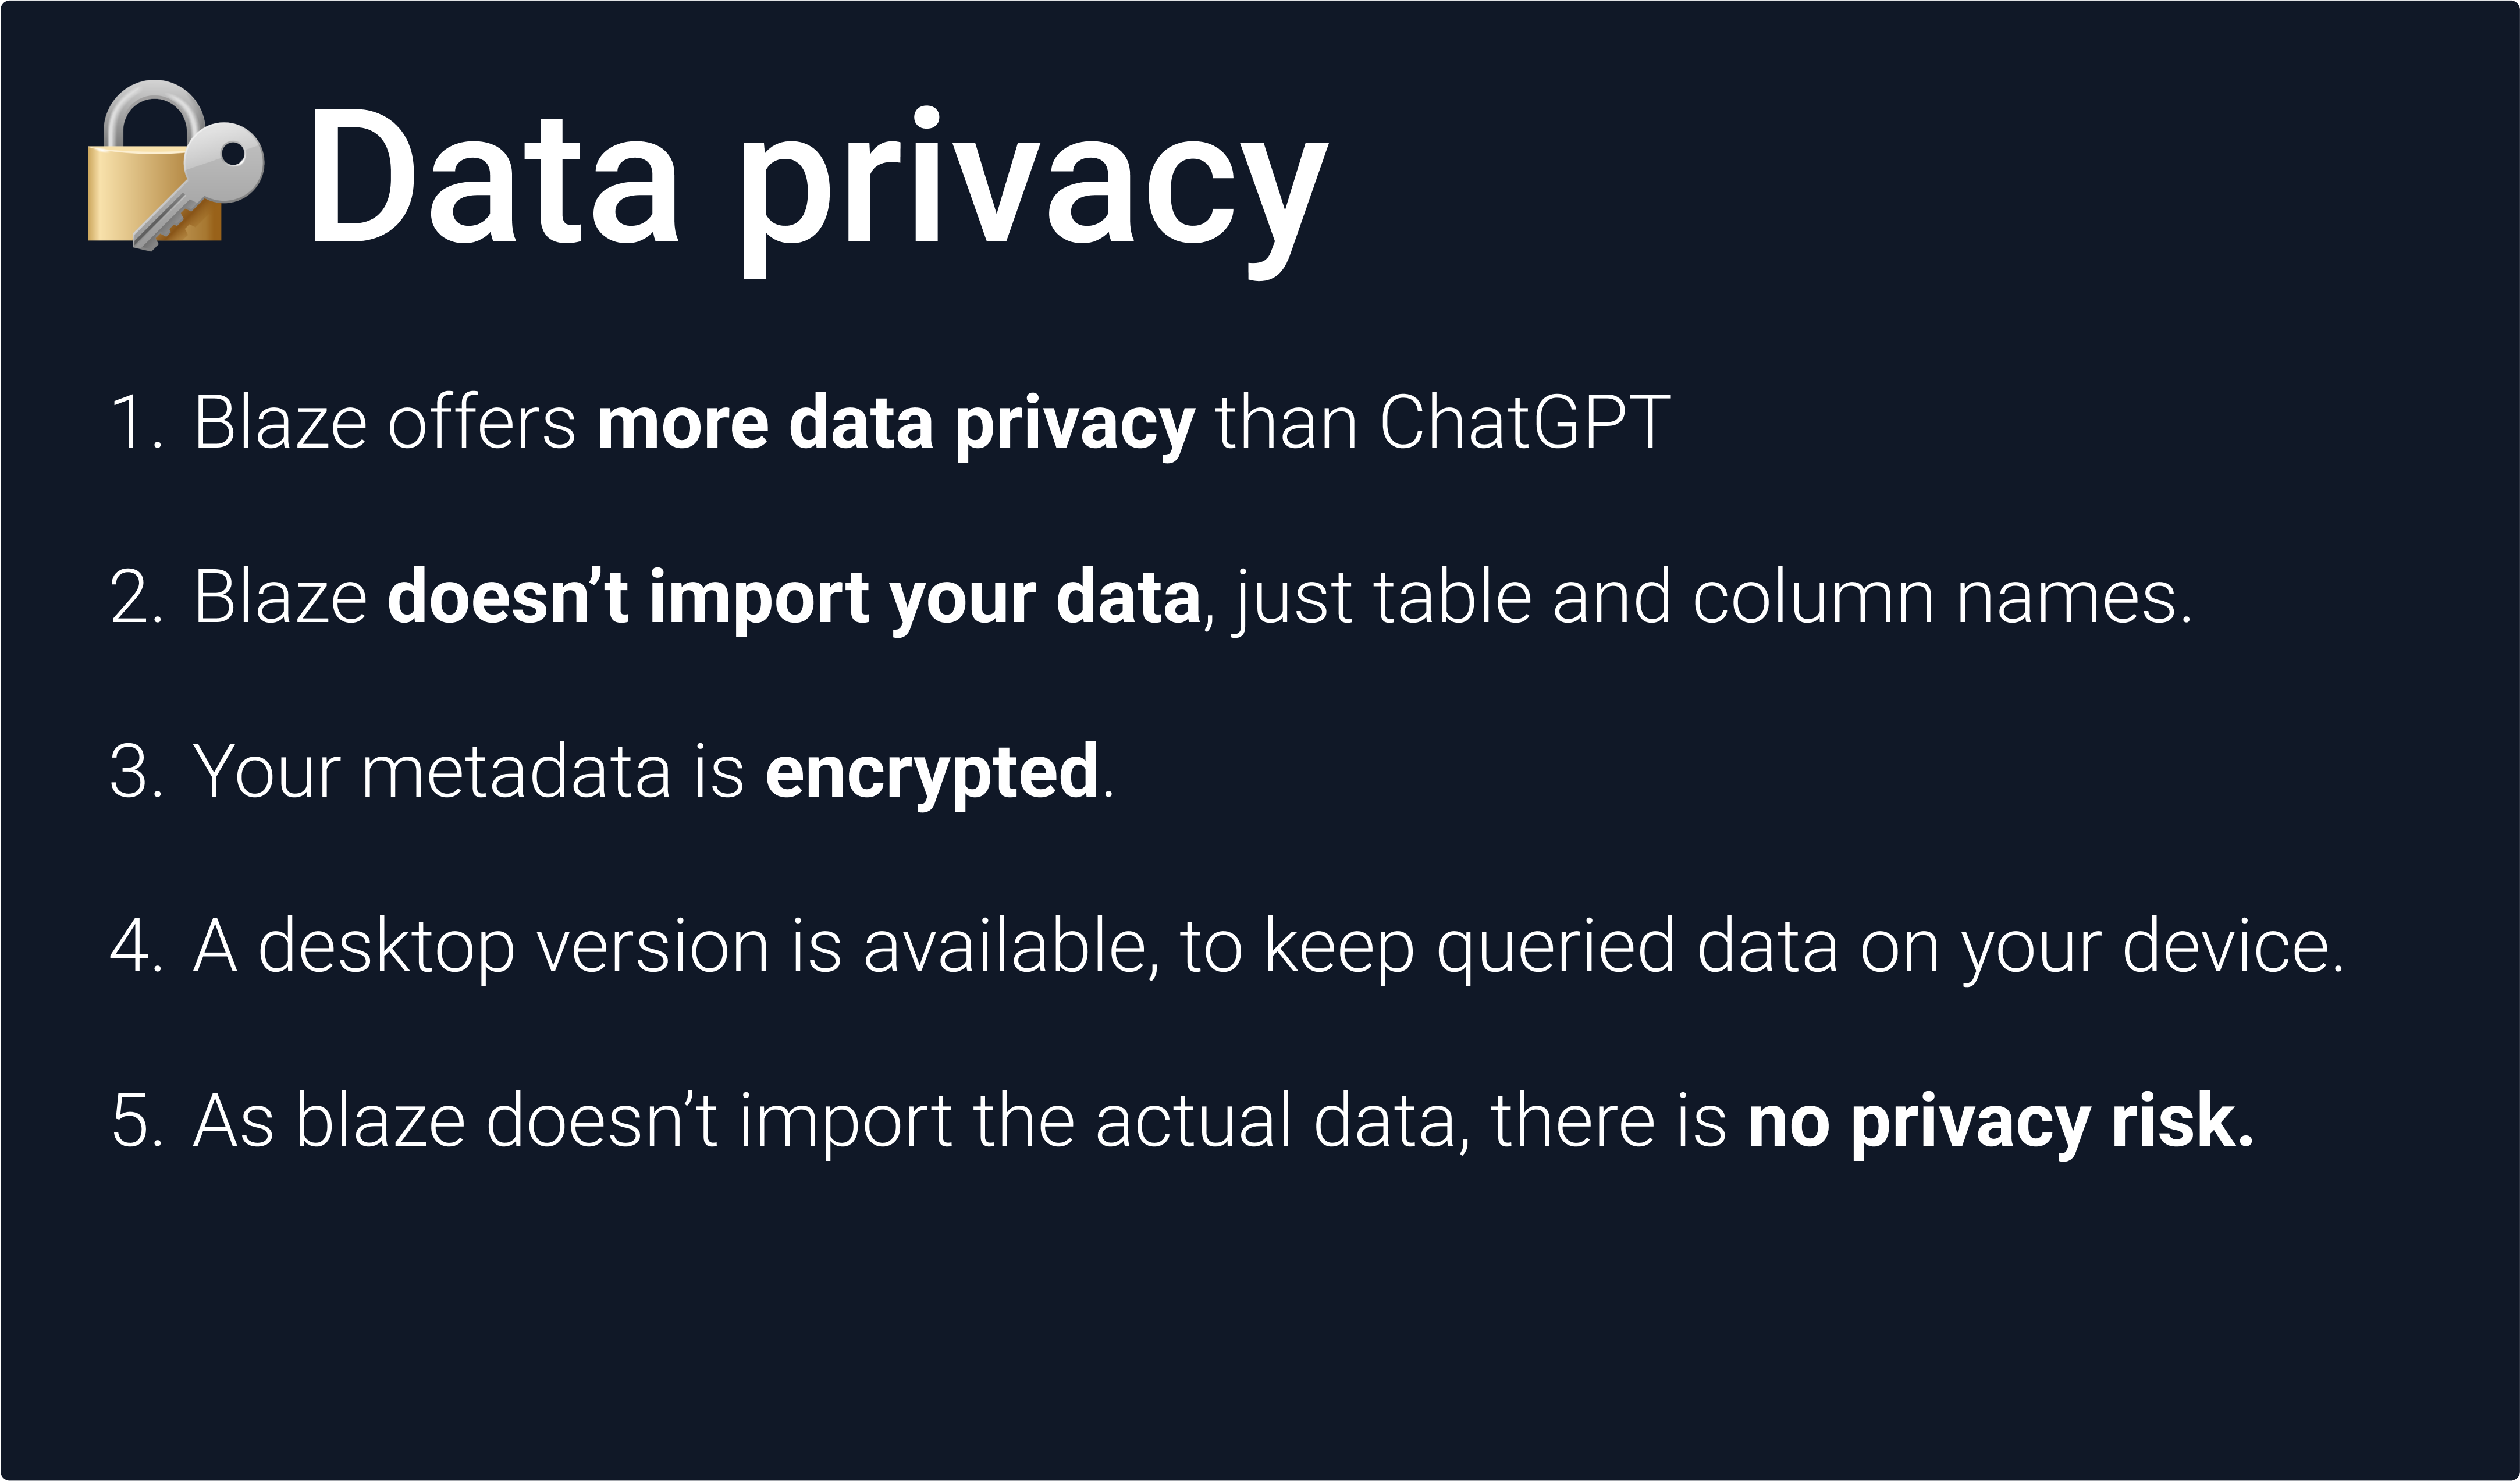 Data privacy
1. Blaze offers more data privacy than ChatGPT
2. Blaze doesn’t import your data, just table and column names.
3. Your metadata is encrypted.
4. A desktop version is available, to keep queried data on your device.
5. As blaze doesn’t import the actual data, there is no privacy risk.